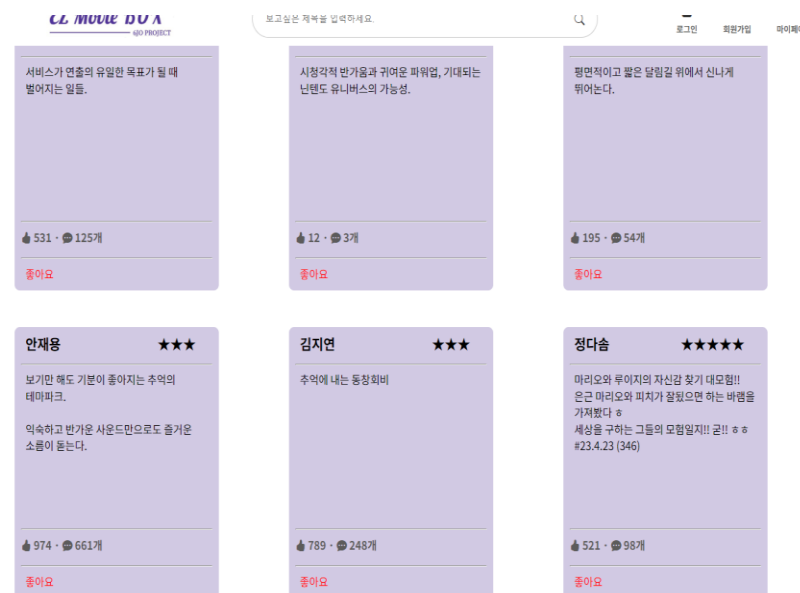 EZ Movie BOX
6JO PROJECT
보고싶은 제목을 입력하세요.
로그인 회원가입 마이페
서비스가 연출의 유일한 목표가 될 때
벌어지는 일들.
531 · 125개
좋아요
시청각적 반가움과 귀여운 파워업, 기대되는
닌텐도 유니버스의 가능성.
12 · 3개
좋아요
평면적이고 짧은 달림길 위에서 신나게
뛰어논다.
195 · 54개
좋아요
안재용 ★★★
보기만 해도 기분이 좋아지는 추억의
테마파크.
익숙하고 반가운 사운드만으로도 즐거운
소름이 돋는다.
974 · 661개
좋아요
김지연 ★★★
추억에 내는 동창회비
789 · 248개
좋아요
정다솜 ★★★★★
마리오와 루이지의 자신감 찾기 대모험!!
은근 마리오와 피치가 잘됬으면 하는 바램을
가져봤다 ㅎ
세상을 구하는 그들의 모험일지!! 굳!! ㅎㅎ
#23.4.23 (346)
521 · 98개
좋아요